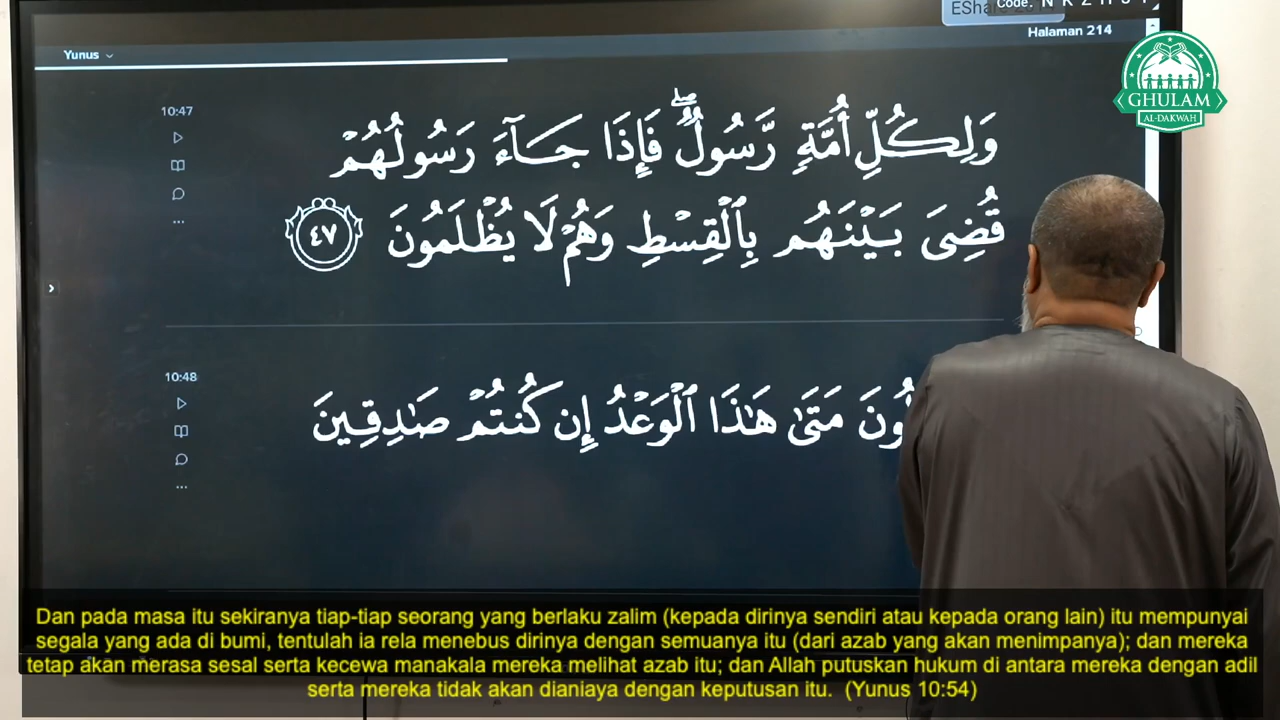 EShare
Code:
Halaman 214
Yunus
GHULAM
AL-DAKWAH
10:47
وَلِكُلِّ أُمَّةٍ رَّسُولٌ ۖ فَإِذَا جَآءَ رَسُولُهُمْ
قُضِىَ بَيْنَهُم بِٱلْقِسْطِ وَهُمْ لَا يُظْلَمُونَ ٤٧
10:48
مَتَىٰ هَـٰذَا ٱلْوَعْدُ إِن كُنتُمْ صَـٰدِقِينَ
Dan pada masa itu sekiranya tiap-tiap seorang yang berlaku zalim (kepada dirinya sendiri atau kepada orang lain) itu mempunyai
segala yang ada di bumi, tentulah ia rela menebus dirinya dengan semuanya itu (dari azab yang akan menimpanya); dan mereka
tetap akan merasa sesal serta kecewa manakala mereka melihat azab itu; dan Allah putuskan hukum di antara mereka dengan adil
serta mereka tidak akan dianiaya dengan keputusan itu. (Yunus 10:54)